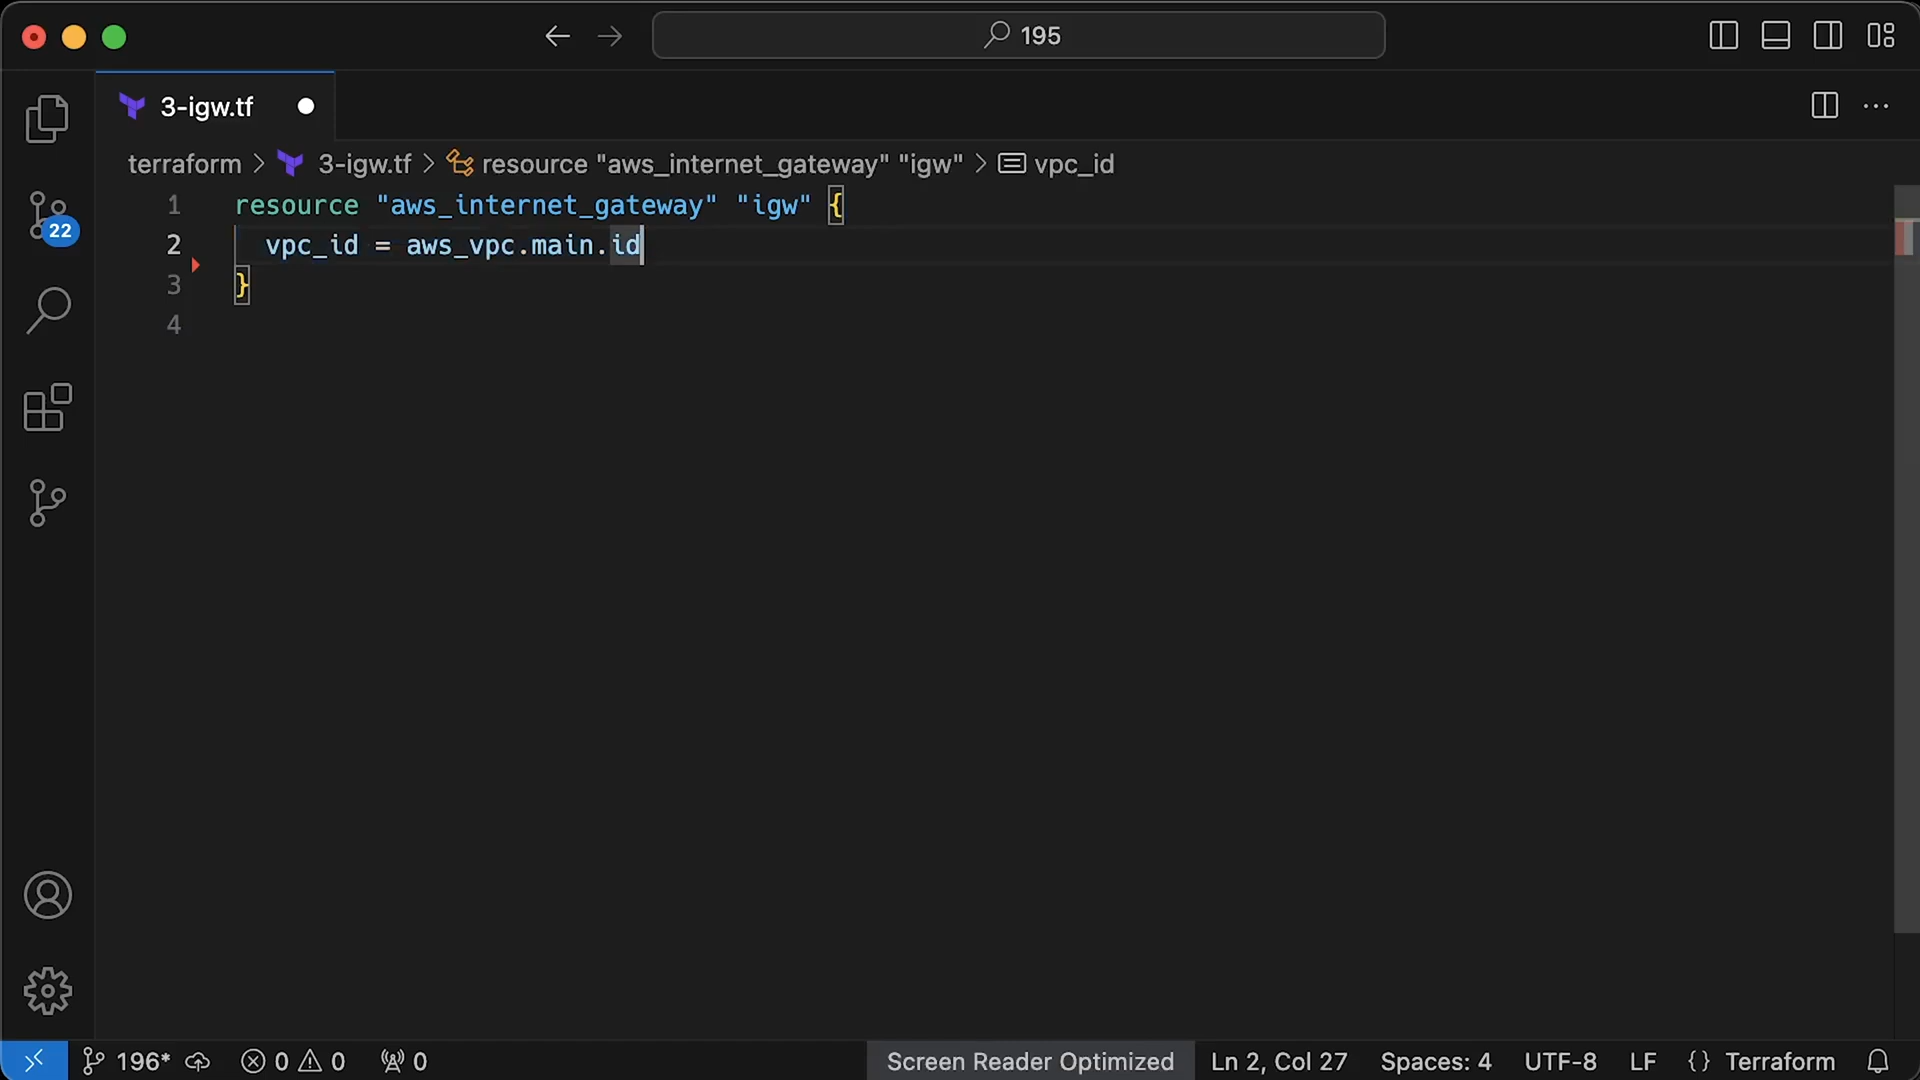 195
3-igw.tf
terraform > 3-igw.tf > resource "aws_internet_gateway" "igw" > vpc_id
1 resource "aws_internet_gateway" "igw" {
2 vpc_id = aws_vpc.main.id
3 }
4
22
196* 0 0 0 Screen Reader Optimized Ln 2, Col 27 Spaces: 4 UTF-8 LF {} Terraform